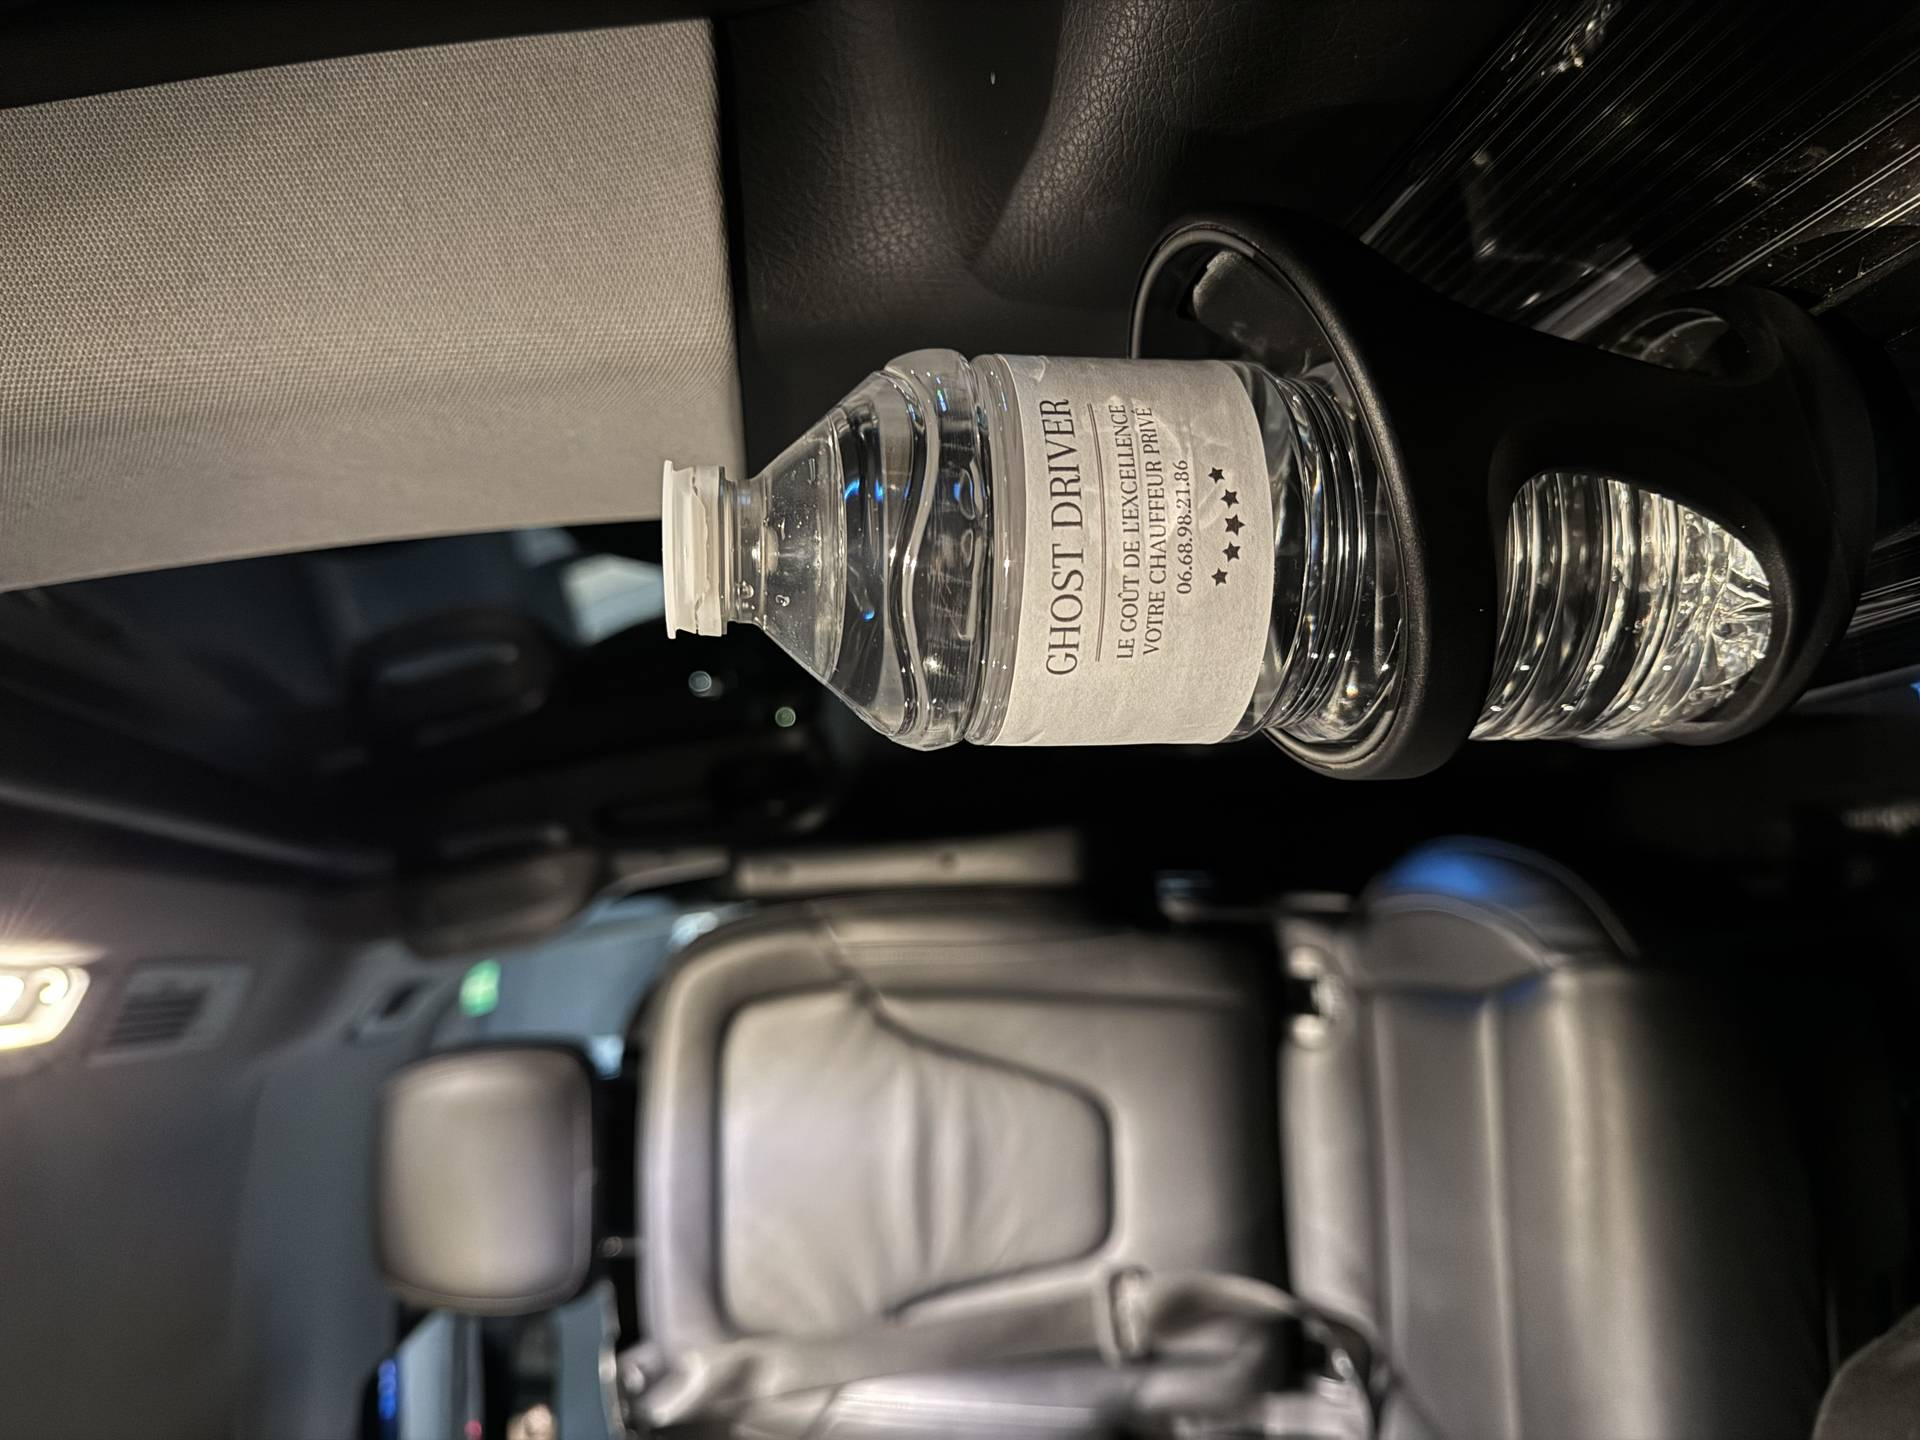 GHOST DRIVER
LE GOÛT DE L'EXCELLENCE
VOTRE CHAUFFEUR PRIVÉ
06.68.98.21.86
★★★★★